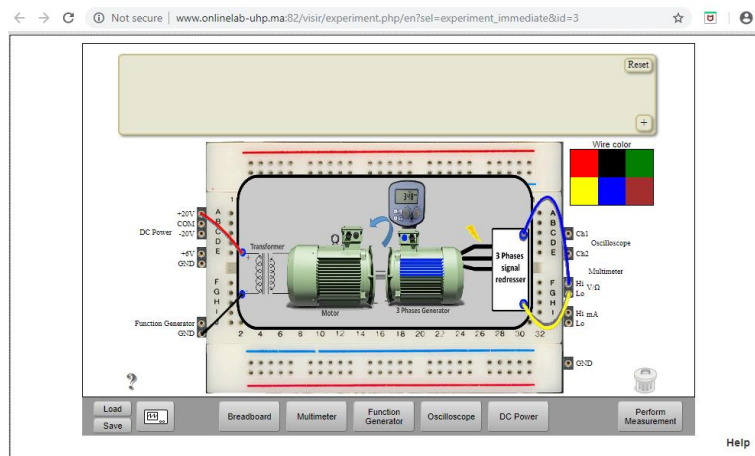 Not secure | www.onlinelab-uhp.ma:82/visir/experiment.php/en?sel=experiment_immediate&id=3
Reset
+
Wire color
1
A
B
C
D
E
F
G
H
I
J
+20V
COM
DC Power -20V
+6V
GND
Function Generator
GND
Transformer
Motor
3 Phases Generator
3 Phases
signal
redresser
A
B
C
D
E
F
G
H
I
J
Ch1
Oscilloscope
Ch2
Multimeter
Hi V/Ω
Lo
Hi mA
Lo
GND
2 4 6 8 10 12 14 16 18 20 22 24 26 28 30 32
?
Load
Save
Breadboard
Multimeter
Function
Generator
Oscilloscope
DC Power
Perform
Measurement
Help